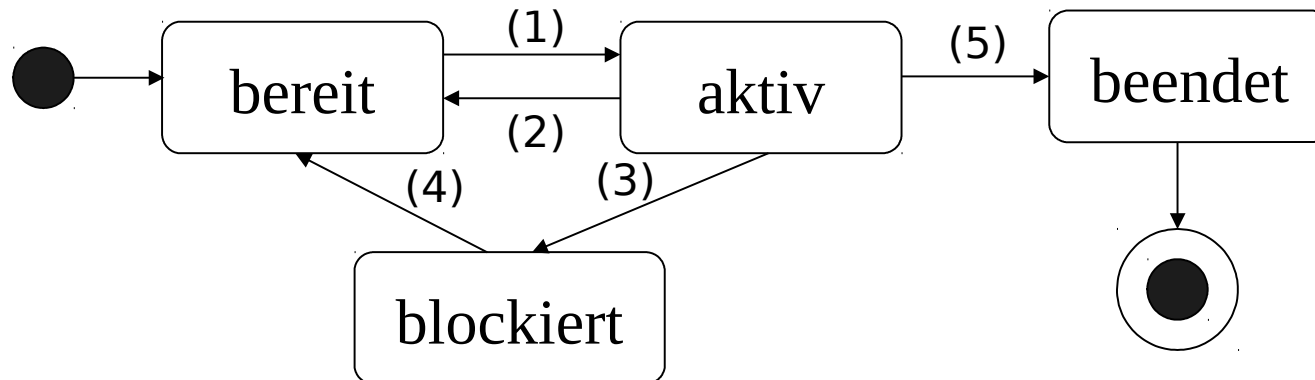 (1)
(5)
bereit
aktiv
beendet
(2)
(4)
(3)
blockiert